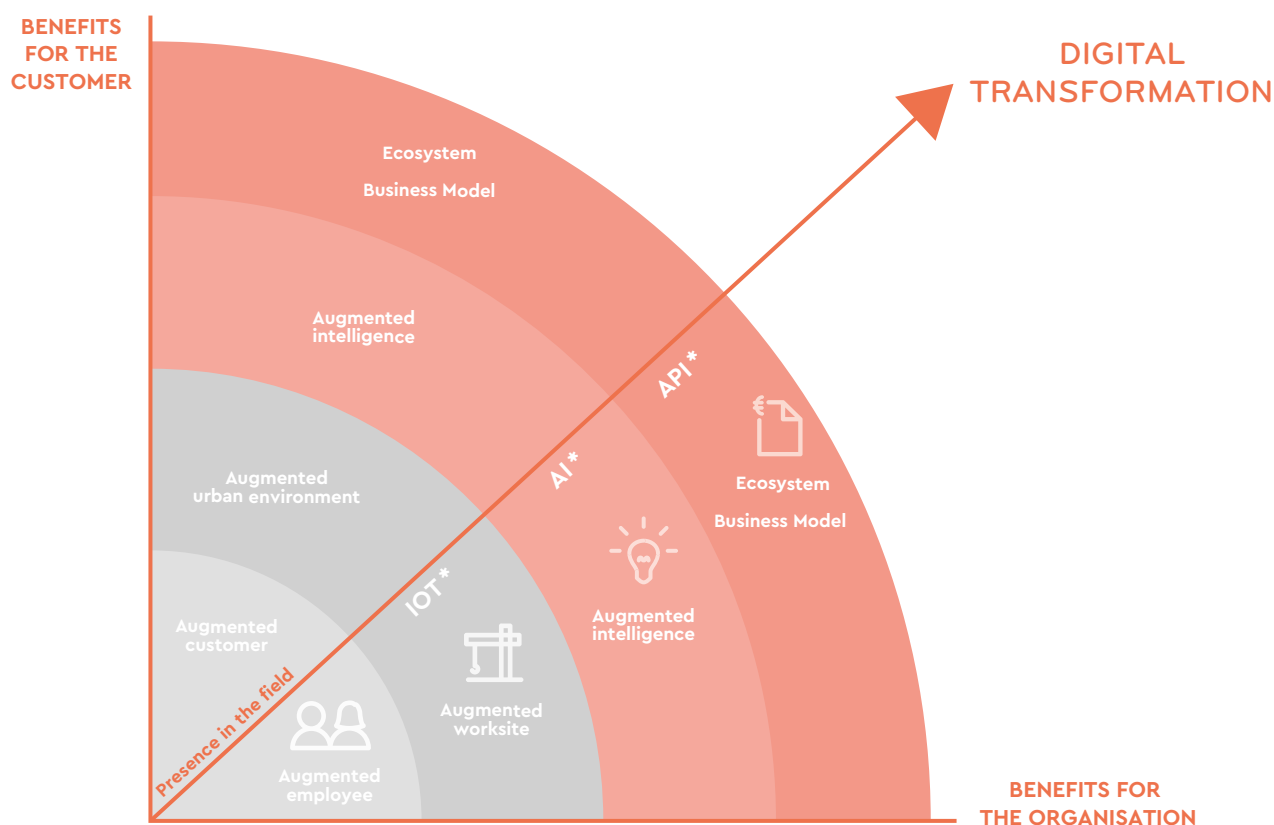 BENEFITS
FOR THE
CUSTOMER
DIGITAL
TRANSFORMATION
Ecosystem
Business Model
Augmented
intelligence
API*
AI*
Ecosystem
Business Model
Augmented
urban environment
IOT*
Augmented
intelligence
Augmented
customer
Presence in the field
Augmented
worksite
Augmented
employee
BENEFITS FOR
THE ORGANISATION
€